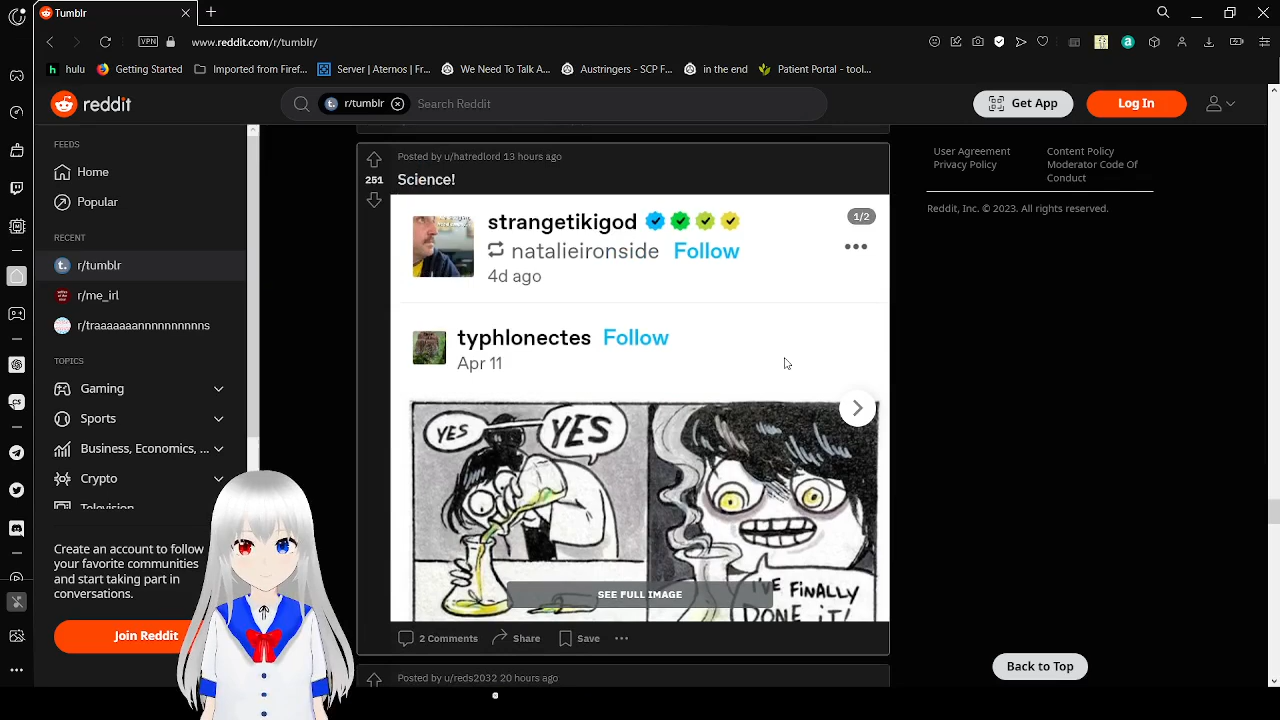 Tumblr
VPN
www.reddit.com/r/tumblr/
hulu
Getting Started
Imported from Firef...
Server | Aternos | Fr...
We Need To Talk A...
Austringers - SCP F...
in the end
Patient Portal - tool...
reddit
r/tumblr
Search Reddit
Get App
Log In
FEEDS
Home
Popular
RECENT
r/tumblr
r/me_irl
r/traaaaaaannnnnnnnns
TOPICS
Gaming
Sports
Business, Economics, ...
Crypto
Television
Create an account to follow
your favorite communities
and start taking part in
conversations.
Join Reddit
Posted by u/hatredlord 13 hours ago
251
Science!
strangetikigod
1/2
natalieironside Follow
4d ago
typhlonectes Follow
Apr 11
YES
YES
I'VE FINALLY
DONE iT!
SEE FULL IMAGE
2 Comments
Share
Save
Posted by u/reds2032 20 hours ago
User Agreement
Privacy Policy
Content Policy
Moderator Code Of
Conduct
Reddit, Inc. © 2023. All rights reserved.
Back to Top